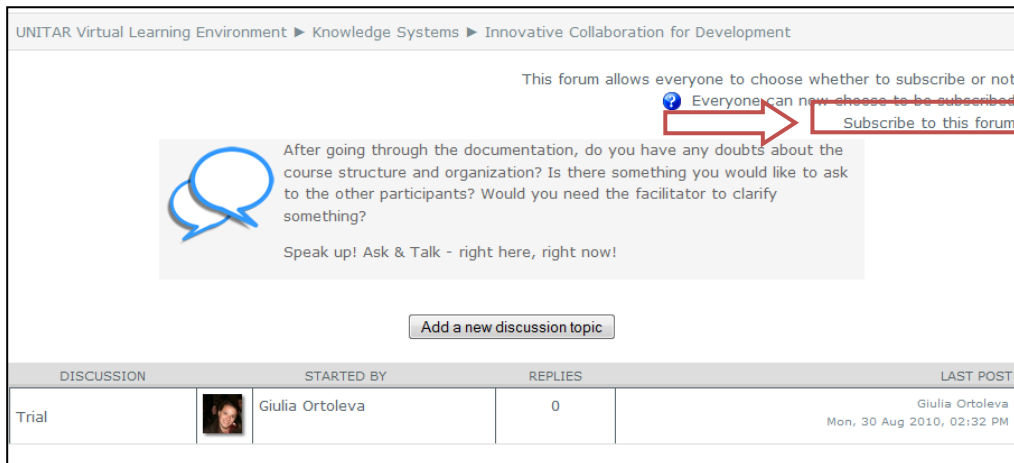 UNITAR Virtual Learning Environment ► Knowledge Systems ► Innovative Collaboration for Development
This forum allows everyone to choose whether to subscribe or not
Everyone can now choose to be subscribed
Subscribe to this forum
After going through the documentation, do you have any doubts about the
course structure and organization? Is there something you would like to ask
to the other participants? Would you need the facilitator to clarify
something?
Speak up! Ask & Talk - right here, right now!
Add a new discussion topic
DISCUSSION STARTED BY REPLIES LAST POST
Trial Giulia Ortoleva 0 Giulia Ortoleva
Mon, 30 Aug 2010, 02:32 PM